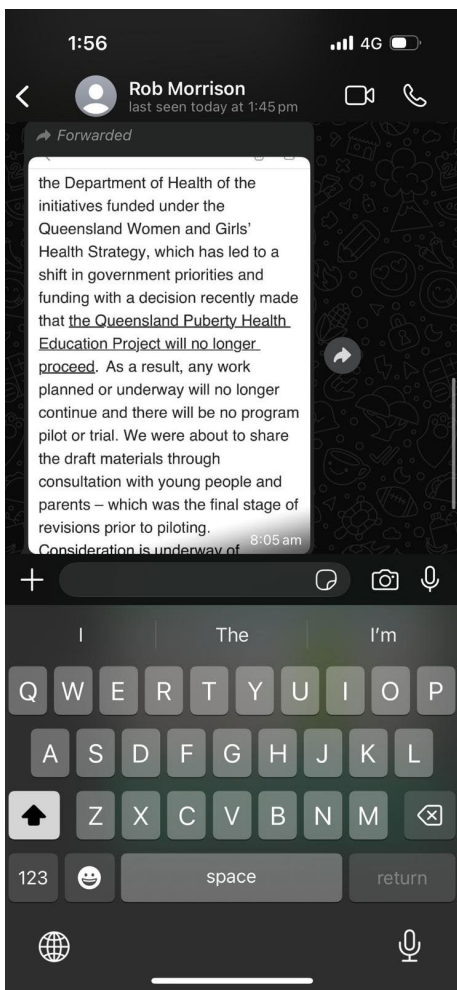 1:56
4G
Rob Morrison
last seen today at 1:45 pm
Forwarded
the Department of Health of the
initiatives funded under the
Queensland Women and Girls'
Health Strategy, which has led to a
shift in government priorities and
funding with a decision recently made
that the Queensland Puberty Health
Education Project will no longer
proceed. As a result, any work
planned or underway will no longer
continue and there will be no program
pilot or trial. We were about to share
the draft materials through
consultation with young people and
parents – which was the final stage of
revisions prior to piloting.
Consideration is underway of
8:05 am
I The I'm
Q W E R T Y U I O P
A S D F G H J K L
Z X C V B N M
123 space return